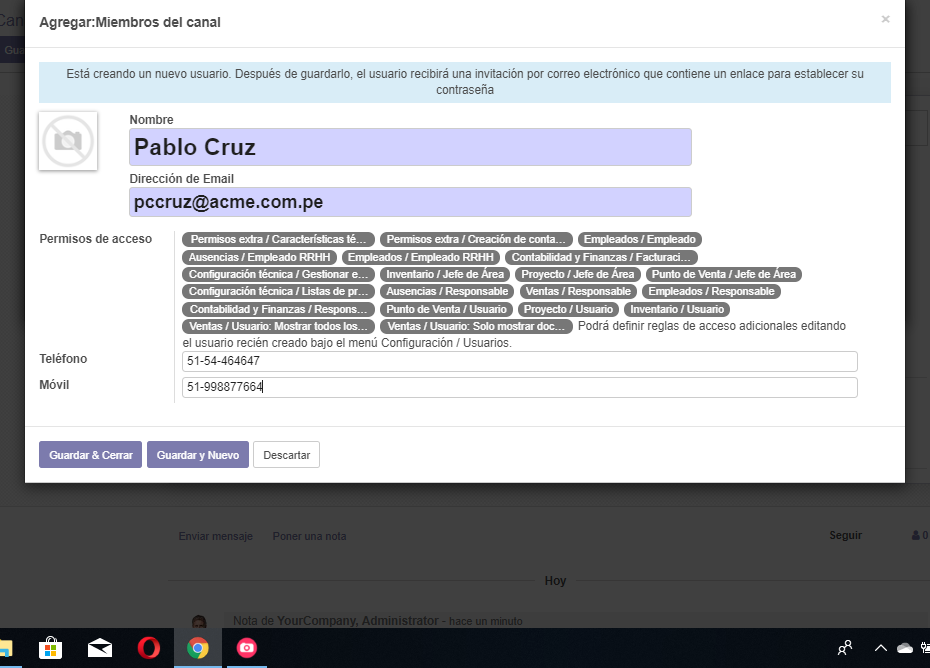 Agregar:Miembros del canal
×
Está creando un nuevo usuario. Después de guardarlo, el usuario recibirá una invitación por correo electrónico que contiene un enlace para establecer su
contraseña
Nombre
Pablo Cruz
Dirección de Email
pccruz@acme.com.pe
Permisos de acceso
Permisos extra / Características té... Permisos extra / Creación de conta... Empleados / Empleado
Ausencias / Empleado RRHH Empleados / Empleado RRHH Contabilidad y Finanzas / Facturaci...
Configuración técnica / Gestionar e... Inventario / Jefe de Área Proyecto / Jefe de Área Punto de Venta / Jefe de Área
Configuración técnica / Listas de pr... Ausencias / Responsable Ventas / Responsable Empleados / Responsable
Contabilidad y Finanzas / Respons... Punto de Venta / Usuario Proyecto / Usuario Inventario / Usuario
Ventas / Usuario: Mostrar todos los... Ventas / Usuario: Solo mostrar doc... Podrá definir reglas de acceso adicionales editando
el usuario recién creado bajo el menú Configuración / Usuarios.
Teléfono 51-54-464647
Móvil 51-998877664
Guardar & Cerrar Guardar y Nuevo Descartar
Enviar mensaje Poner una nota Seguir 0
Hoy
Nota de YourCompany, Administrator - hace un minuto